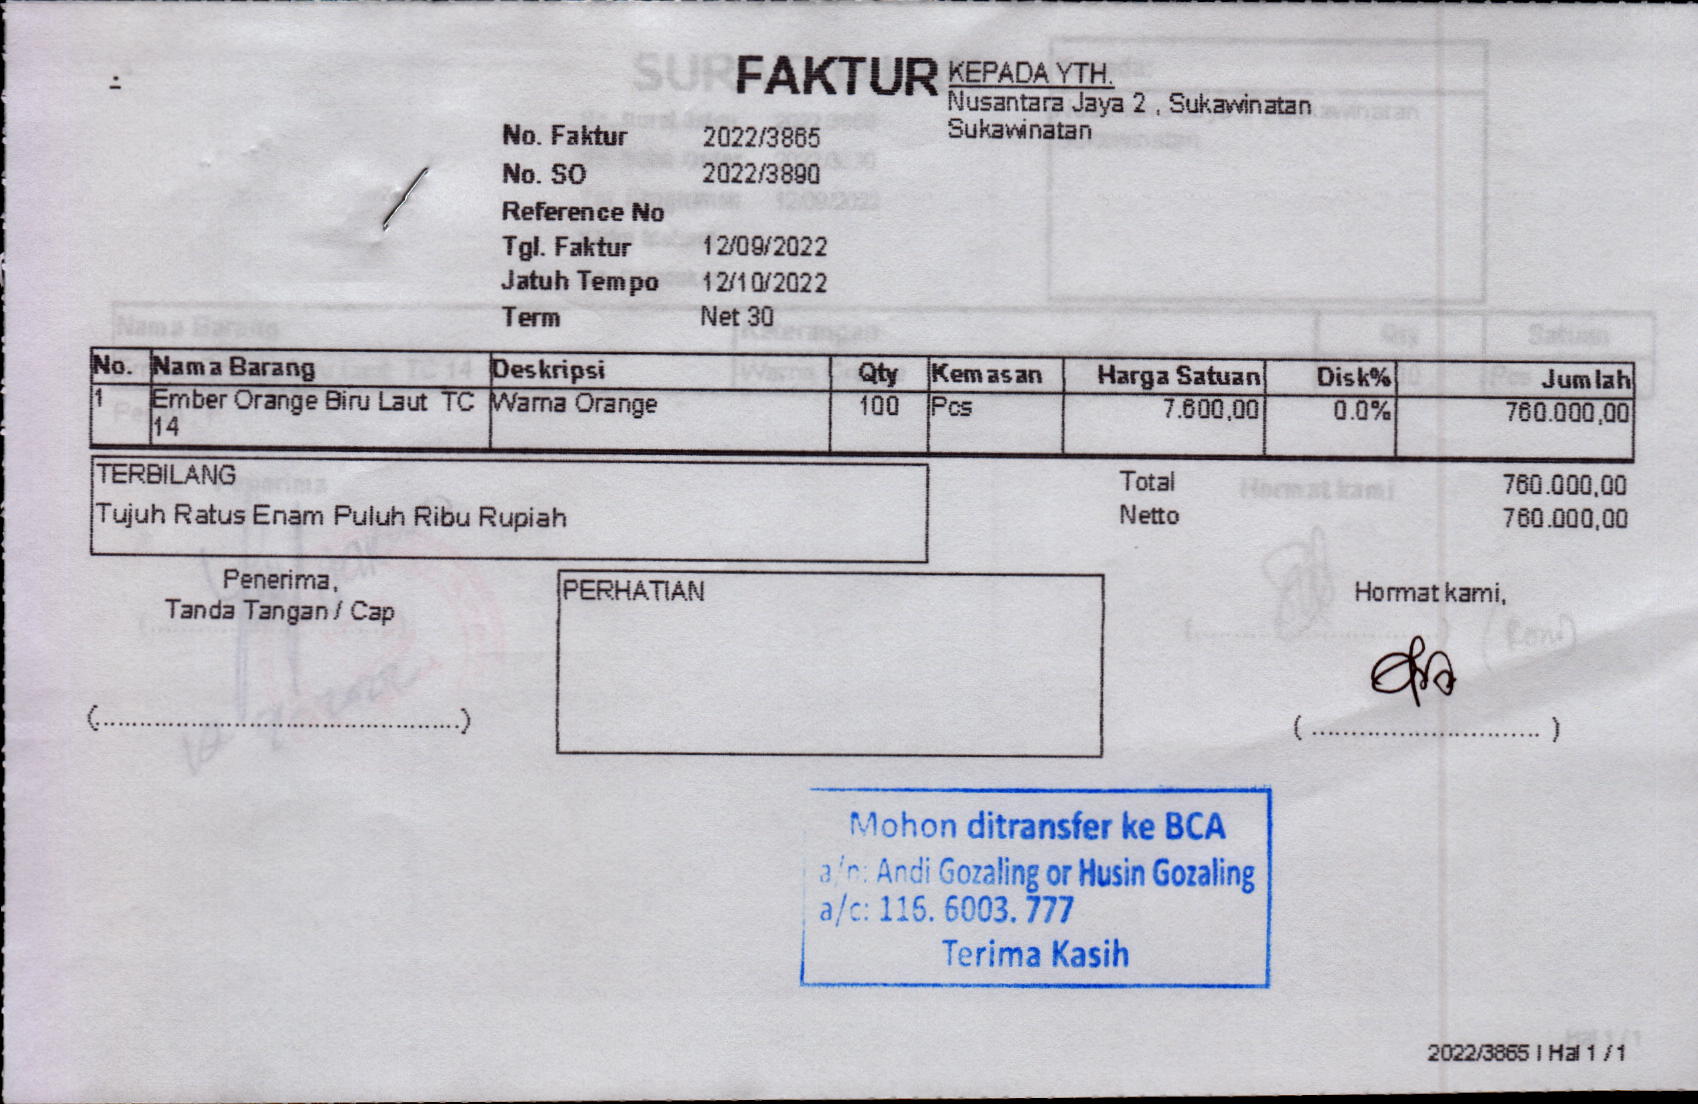 FAKTUR
KEPADA YTH.
Nusantara Jaya 2 , Sukawinatan
Sukawinatan
No. Faktur 2022/3865
No. SO 2022/3890
Reference No
Tgl. Faktur 12/09/2022
Jatuh Tempo 12/10/2022
Term Net 30
No. Nama Barang Deskripsi Qty Kemasan Harga Satuan Disk% Jumlah
1 Ember Orange Biru Laut TC 14 Warna Orange 100 Pcs 7.600,00 0.0% 760.000,00
TERBILANG
Tujuh Ratus Enam Puluh Ribu Rupiah
Total 760.000,00
Netto 760.000,00
Penerima,
Tanda Tangan / Cap
(................................................)
PERHATIAN
Hormat kami,
(.............................. )
Mohon ditransfer ke BCA
a/n: Andi Gozaling or Husin Gozaling
a/c: 116. 6003. 777
Terima Kasih
2022/3865 | Hal 1 / 1